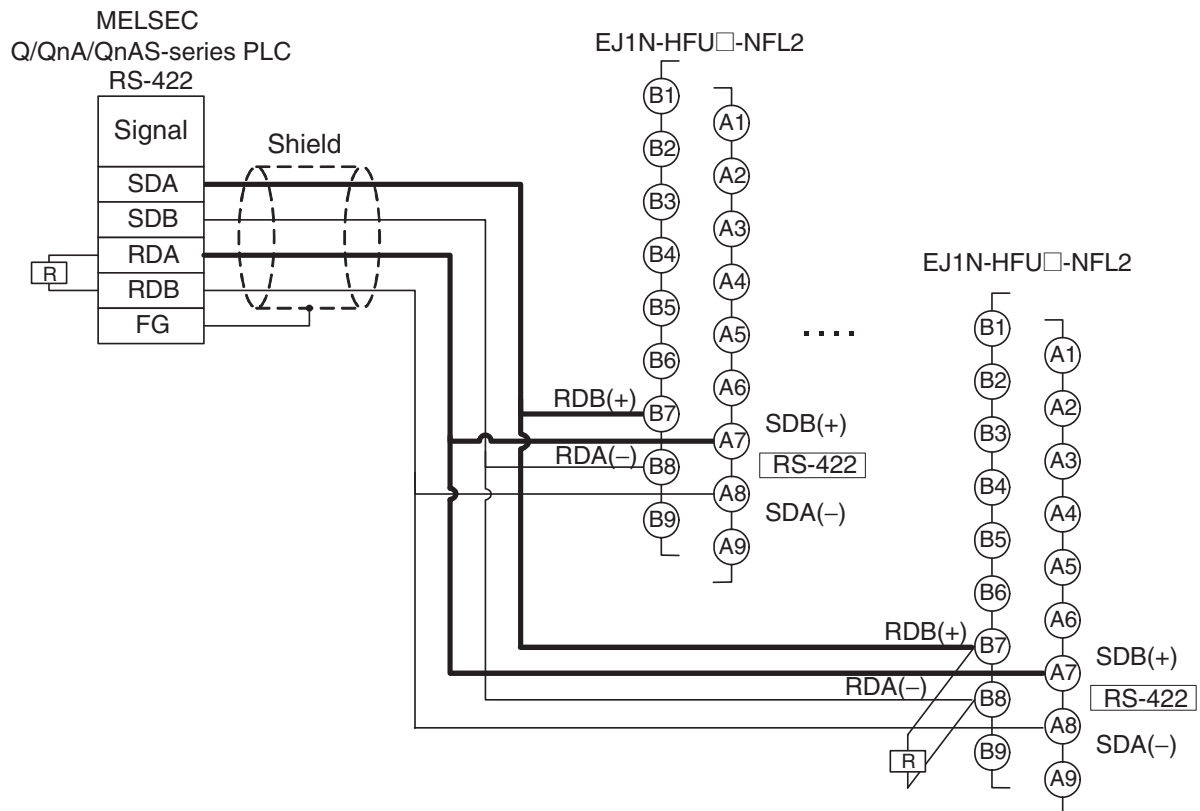 MELSEC
Q/QnA/QnAS-series PLC
RS-422
Signal
SDA
SDB
RDA
RDB
FG
R
Shield
EJ1N-HFU□-NFL2
B1
B2
B3
B4
B5
B6
B7
B8
B9
A1
A2
A3
A4
A5
A6
A7
A8
A9
RDB(+)
RDA(−)
SDB(+)
RS-422
SDA(−)
....
EJ1N-HFU□-NFL2
B1
B2
B3
B4
B5
B6
B7
B8
B9
A1
A2
A3
A4
A5
A6
A7
A8
A9
RDB(+)
RDA(−)
SDB(+)
RS-422
SDA(−)
R